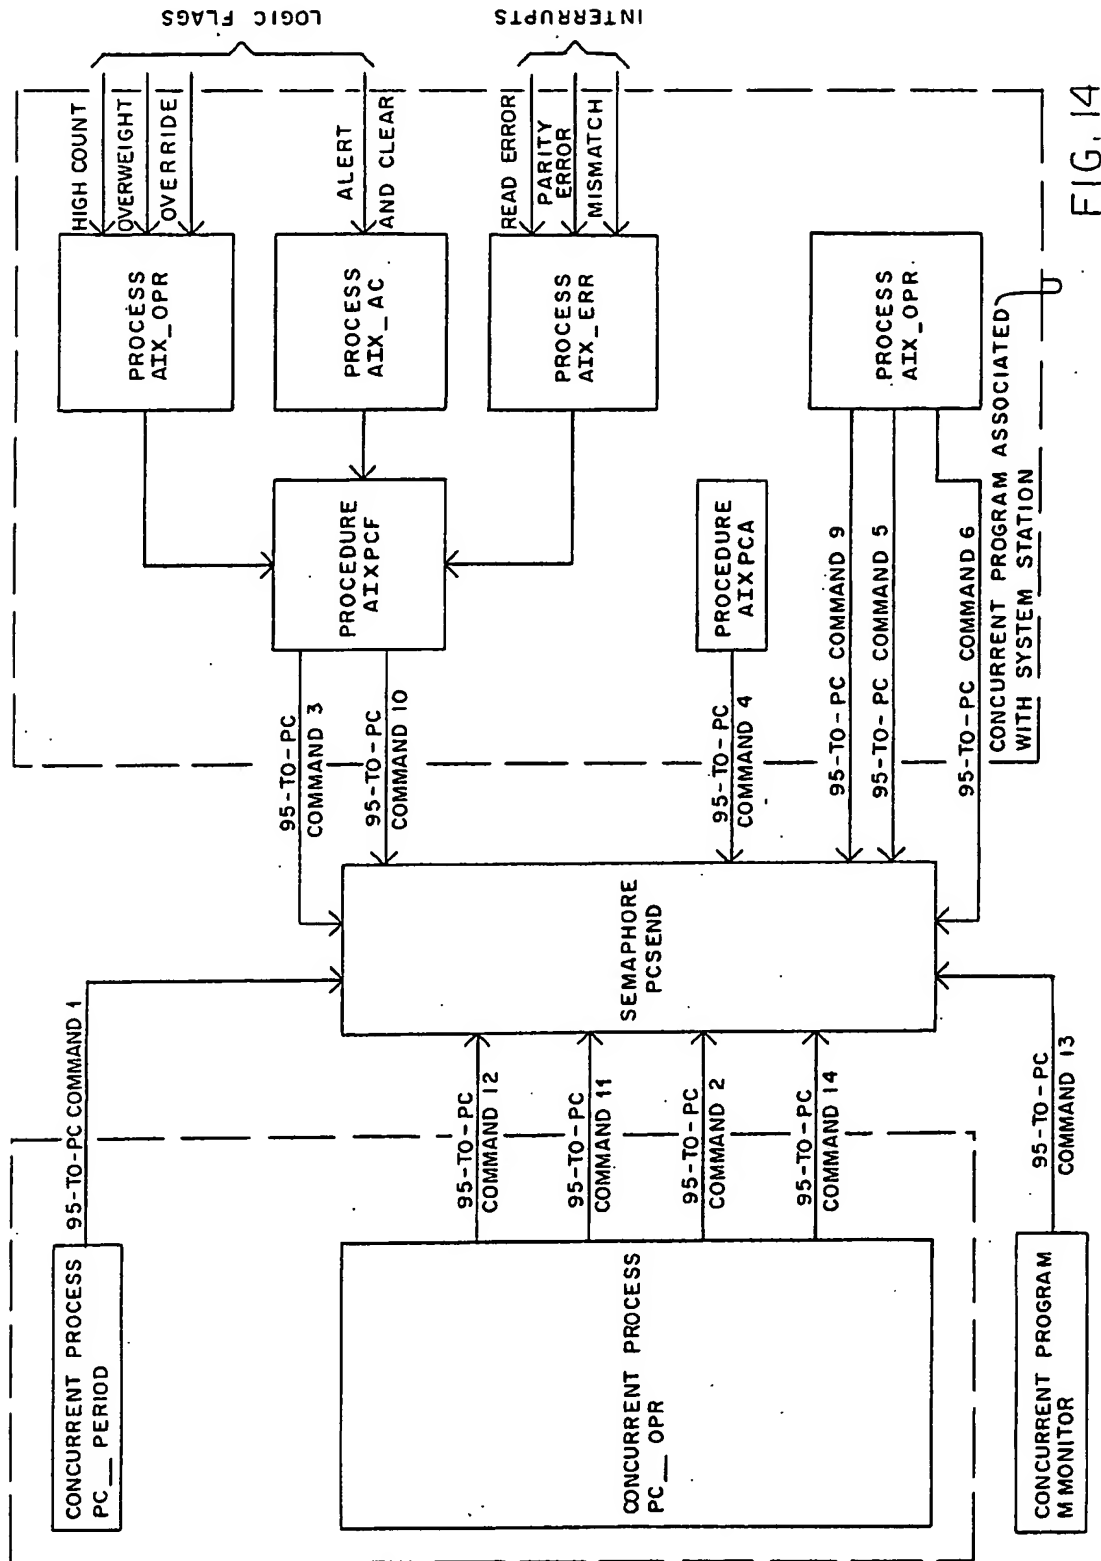 CONCURRENT PROCESS
PC__PERIOD
95-TO-PC COMMAND 1
CONCURRENT PROCESS
PC__OPR
95-TO-PC
COMMAND 12
95-TO-PC
COMMAND 11
95-TO-PC
COMMAND 2
95-TO-PC
COMMAND 14
CONCURRENT PROGRAM
M MONITOR
95-TO-PC
COMMAND 13
SEMAPHORE
PCSEND
95-TO-PC
COMMAND 3
95-TO-PC
COMMAND 10
95-TO-PC
COMMAND 4
95-TO-PC COMMAND 9
95-TO-PC COMMAND 5
95-TO-PC COMMAND 6
PROCEDURE
AIXPCF
PROCEDURE
AIXPCA
PROCESS
AIX_OPR
PROCESS
AIX_AC
PROCESS
AIX_ERR
PROCESS
AIX_OPR
HIGH COUNT
OVERWEIGHT
OVERRIDE
ALERT
AND CLEAR
READ ERROR
PARITY
ERROR
MISMATCH
LOGIC FLAGS
INTERRUPTS
CONCURRENT PROGRAM ASSOCIATED
WITH SYSTEM STATION
FIG. 14